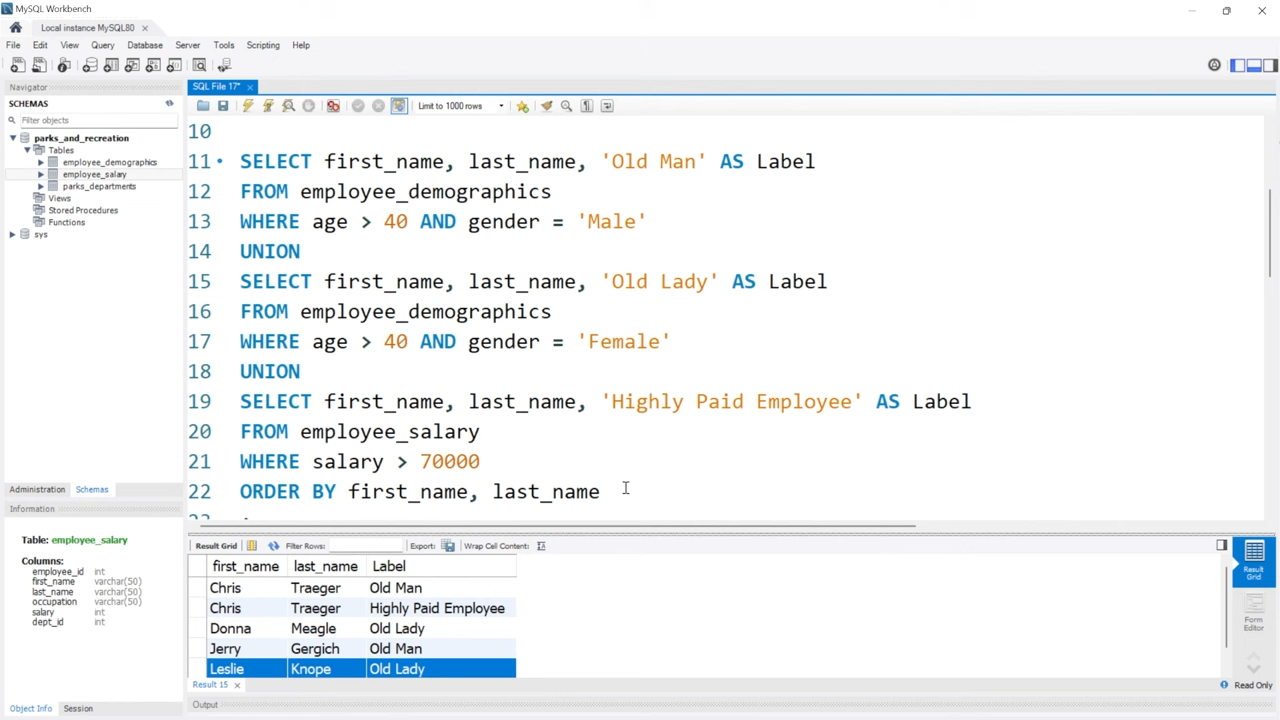 MySQL Workbench
Local instance MySQL80
File Edit View Query Database Server Tools Scripting Help
Navigator
SCHEMAS
Filter objects
parks_and_recreation
Tables
employee_demographics
employee_salary
parks_departments
Views
Stored Procedures
Functions
sys
Administration Schemas
Information
Table: employee_salary
Columns:
employee_id int
first_name varchar(50)
last_name varchar(50)
occupation varchar(50)
salary int
dept_id int
Object Info Session
SQL File 17*
Limit to 1000 rows
10
11 SELECT first_name, last_name, 'Old Man' AS Label
12 FROM employee_demographics
13 WHERE age > 40 AND gender = 'Male'
14 UNION
15 SELECT first_name, last_name, 'Old Lady' AS Label
16 FROM employee_demographics
17 WHERE age > 40 AND gender = 'Female'
18 UNION
19 SELECT first_name, last_name, 'Highly Paid Employee' AS Label
20 FROM employee_salary
21 WHERE salary > 70000
22 ORDER BY first_name, last_name
Result Grid Filter Rows: Export: Wrap Cell Content:
first_name last_name Label
Chris Traeger Old Man
Chris Traeger Highly Paid Employee
Donna Meagle Old Lady
Jerry Gergich Old Man
Leslie Knope Old Lady
Result Grid
Form Editor
Result 15
Read Only
Output